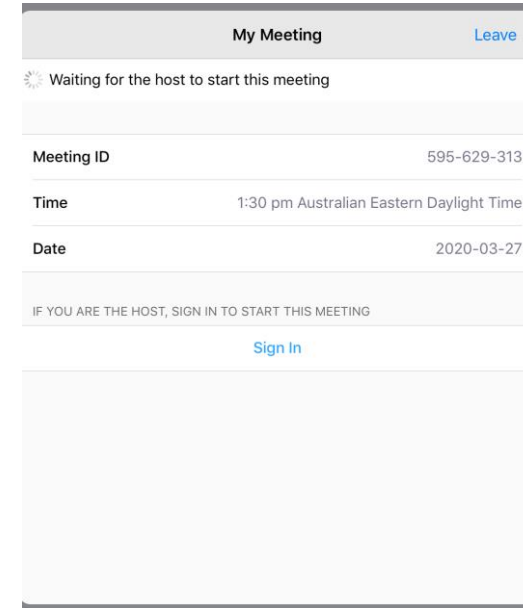 My Meeting Leave
Waiting for the host to start this meeting
Meeting ID 595-629-313
Time 1:30 pm Australian Eastern Daylight Time
Date 2020-03-27
IF YOU ARE THE HOST, SIGN IN TO START THIS MEETING
Sign In